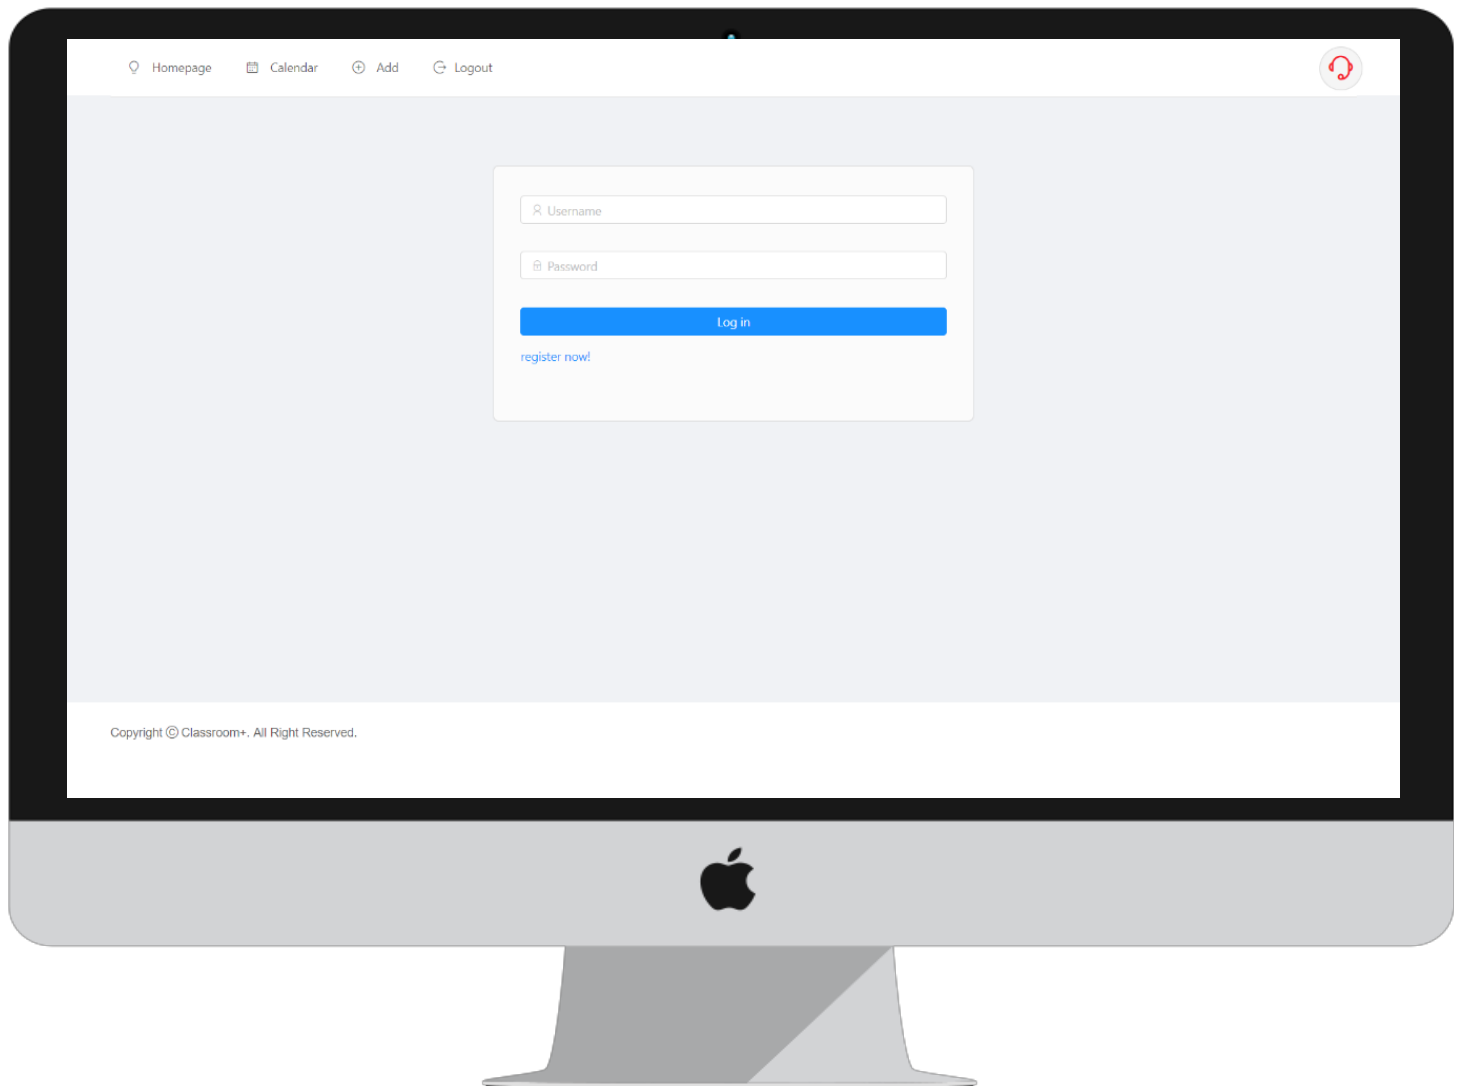 Homepage Calendar Add Logout
Username
Password
Log in
register now!
Copyright © Classroom+. All Right Reserved.